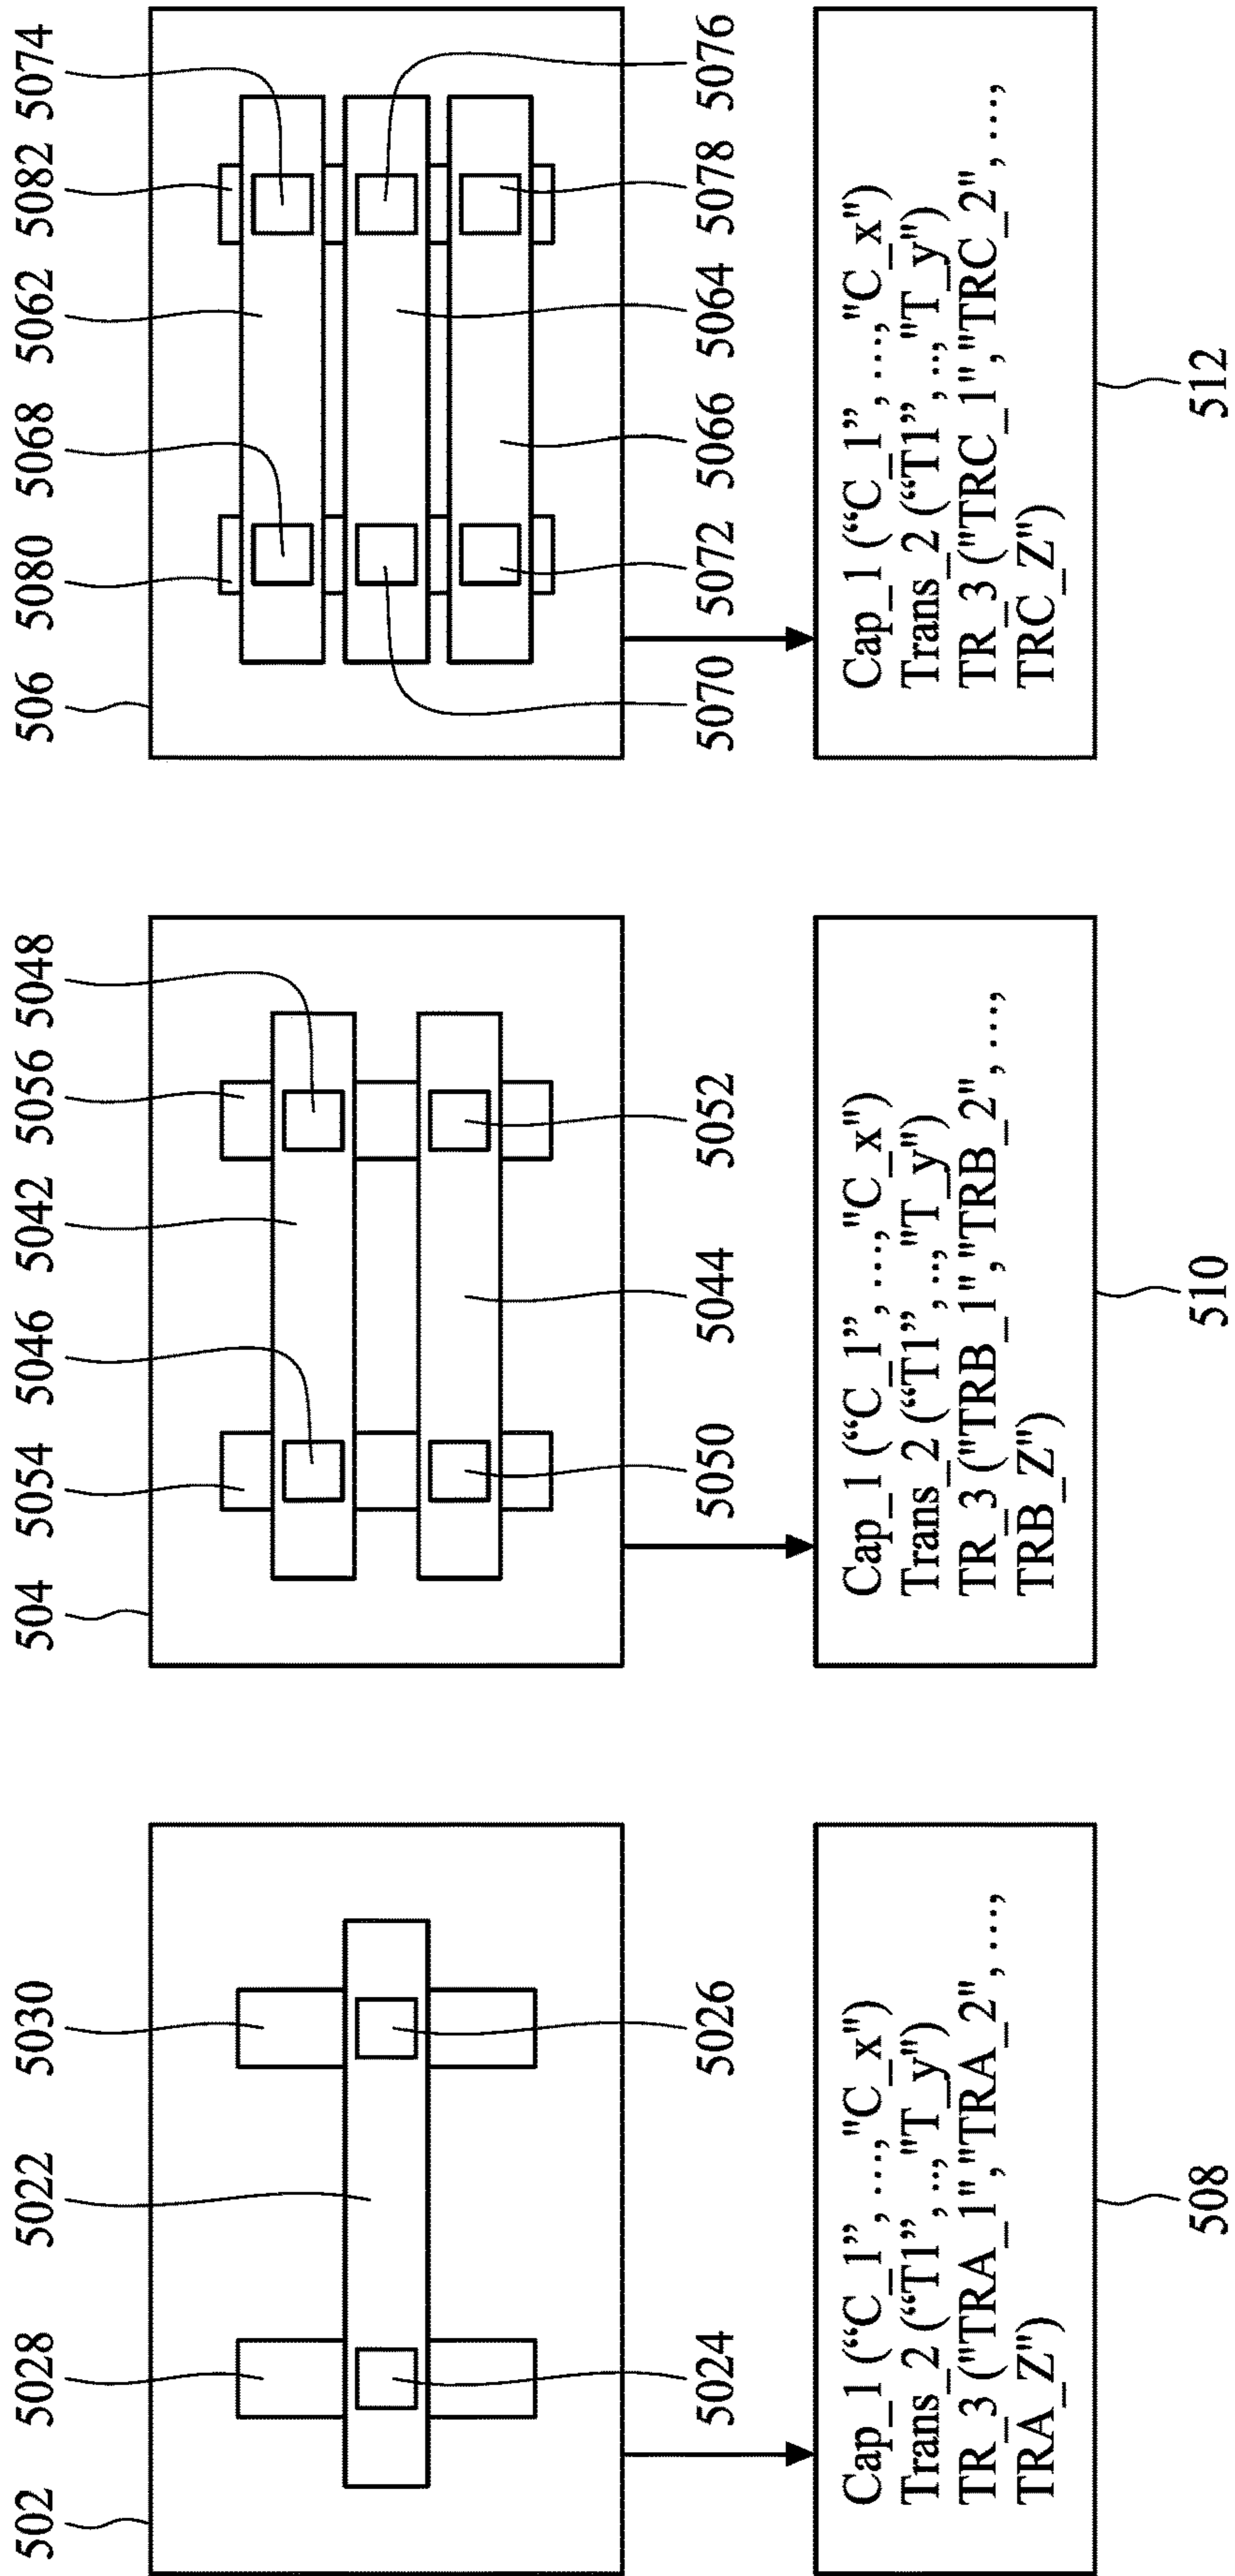 502
5028
5022
5030
5024
5026
Cap_1 (“C_1”, ...., "C_x")
Trans_2 (“T1” , .., "T_y")
TR_3 ("TRA_1" ,"TRA_2" , ...,
TRA_Z")
508
504
5054
5046
5042
5056
5048
5050
5044
5052
Cap_1 (“C_1”, ...., "C_x")
Trans_2 (“T1” , .., "T_y")
TR_3 ("TRB_1" ,"TRB_2" , ...,
TRB_Z")
510
506
5080
5068
5062
5082
5074
5070
5072
5066
5064
5078
5076
Cap_1 (“C_1”, ...., "C_x")
Trans_2 (“T1” , .., "T_y")
TR_3 ("TRC_1" ,"TRC_2" , ...,
TRC_Z")
512